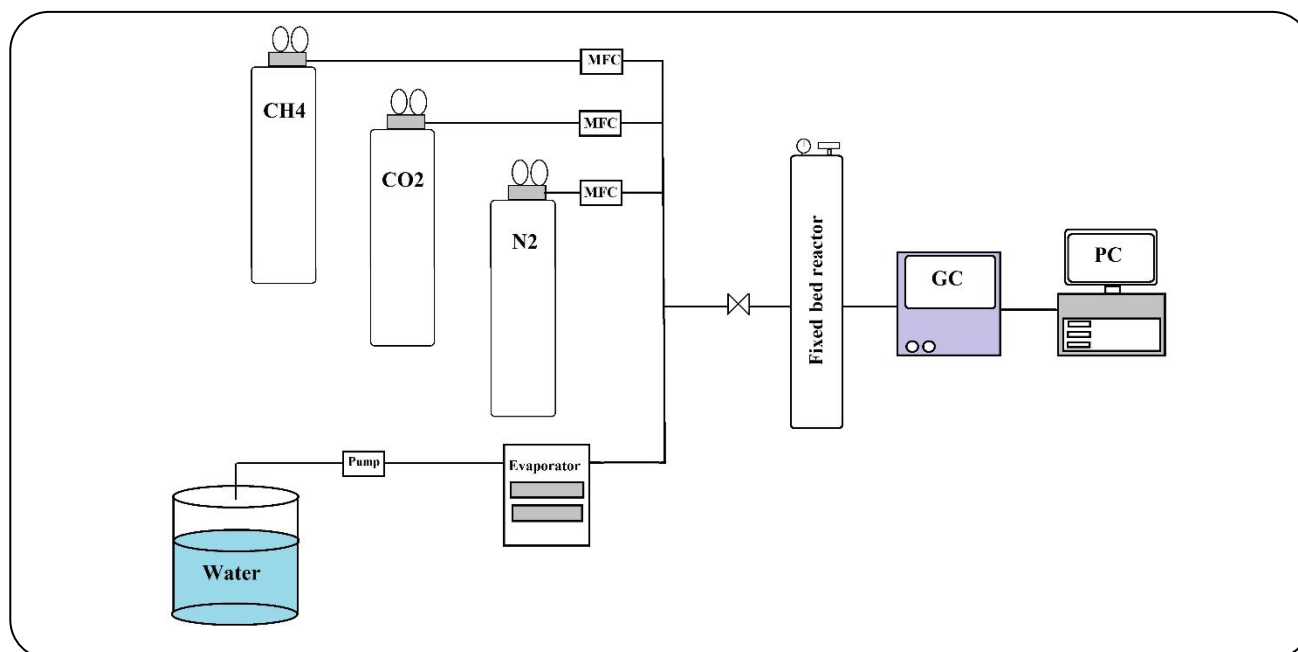 CH4
MFC
CO2
MFC
N2
MFC
Fixed bed reactor
GC
PC
Pump
Evaporator
Water